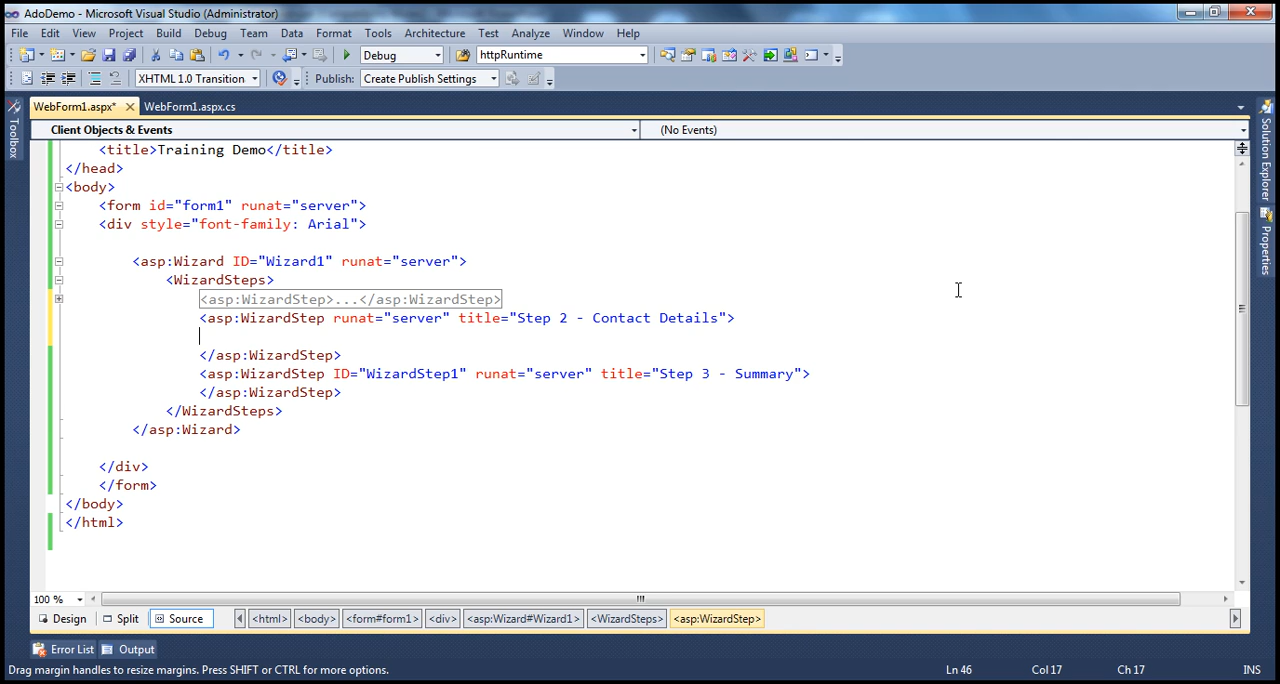 AdoDemo - Microsoft Visual Studio (Administrator)
File Edit View Project Build Debug Team Data Format Tools Architecture Test Analyze Window Help
Debug httpRuntime
XHTML 1.0 Transition Publish: Create Publish Settings
WebForm1.aspx* WebForm1.aspx.cs
Client Objects & Events (No Events)
Toolbox
Solution Explorer
Properties
<title>Training Demo</title>
</head>
<body>
<form id="form1" runat="server">
<div style="font-family: Arial">
<asp:Wizard ID="Wizard1" runat="server">
<WizardSteps>
<asp:WizardStep>...</asp:WizardStep>
<asp:WizardStep runat="server" title="Step 2 - Contact Details">
</asp:WizardStep>
<asp:WizardStep ID="WizardStep1" runat="server" title="Step 3 - Summary">
</asp:WizardStep>
</WizardSteps>
</asp:Wizard>
</div>
</form>
</body>
</html>
100 %
Design Split Source <html> <body> <form#form1> <div> <asp:Wizard#Wizard1> <WizardSteps> <asp:WizardStep>
Error List Output
Drag margin handles to resize margins. Press SHIFT or CTRL for more options. Ln 46 Col 17 Ch 17 INS